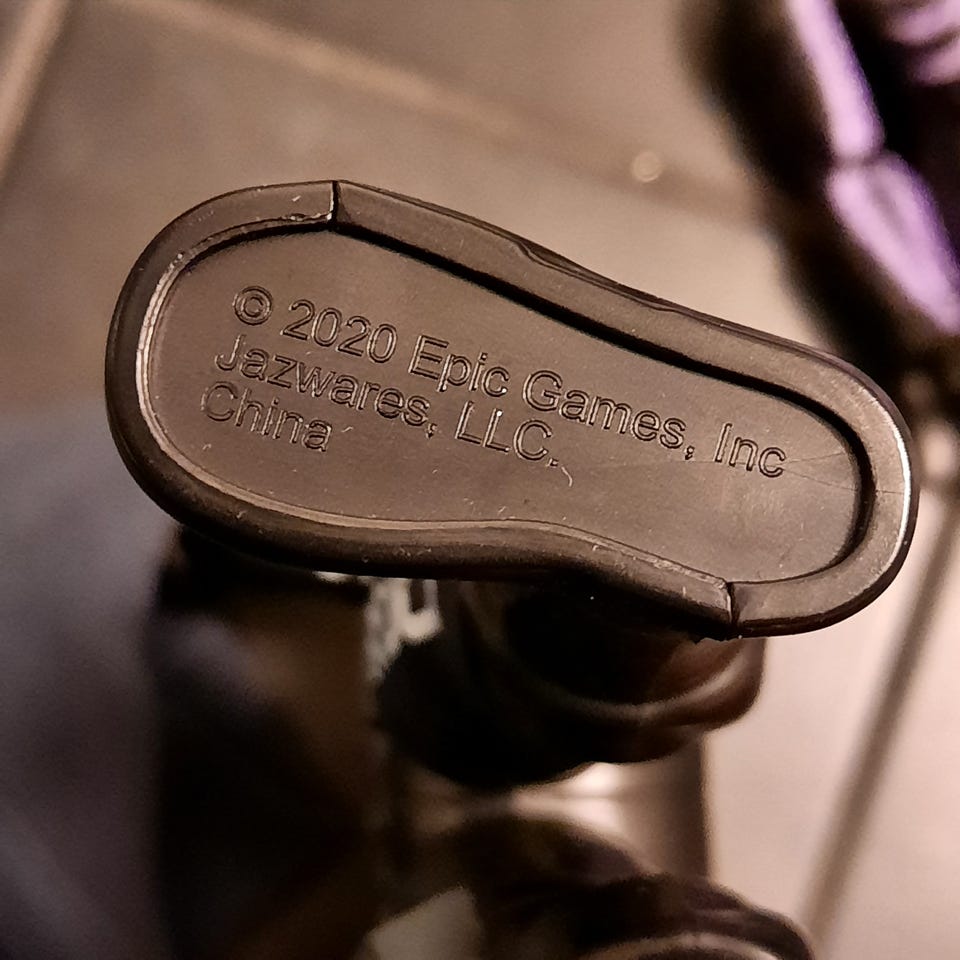 © 2020 Epic Games, Inc
Jazwares, LLC.
China